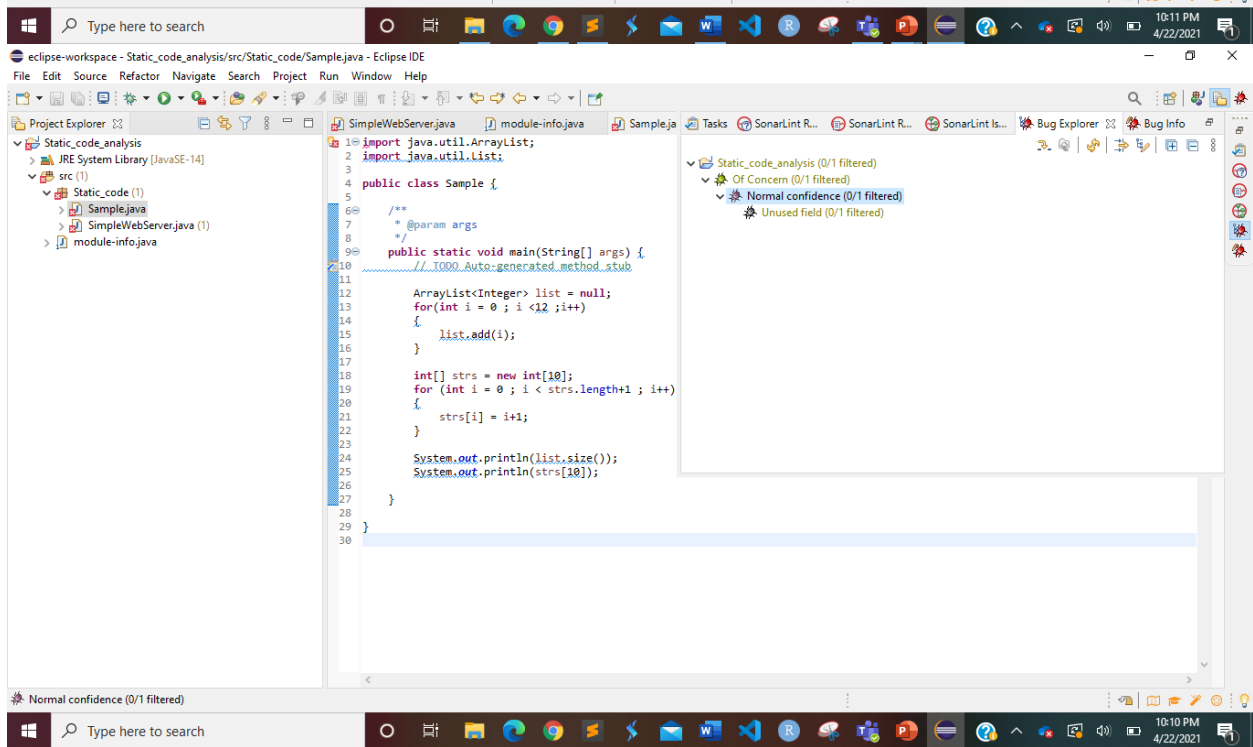 Type here to search
10:11 PM
4/22/2021
eclipse-workspace - Static_code_analysis/src/Static_code/Sample.java - Eclipse IDE
File Edit Source Refactor Navigate Search Project Run Window Help
Project Explorer
SimpleWebServer.java module-info.java Sample.ja
Tasks SonarLint R... SonarLint R... SonarLint Is... Bug Explorer Bug Info
Static_code_analysis
JRE System Library [JavaSE-14]
src (1)
Static_code (1)
Sample.java
SimpleWebServer.java (1)
module-info.java
1 import java.util.ArrayList;
2 import java.util.List;
3
4 public class Sample {
5
6 /**
7 * @param args
8 */
9 public static void main(String[] args) {
10 // TODO Auto-generated method stub
11
12 ArrayList<Integer> list = null;
13 for(int i = 0 ; i <12 ;i++)
14 {
15 list.add(i);
16 }
17
18 int[] strs = new int[10];
19 for (int i = 0 ; i < strs.length+1 ; i++)
20 {
21 strs[i] = i+1;
22 }
23
24 System.out.println(list.size());
25 System.out.println(strs[10]);
26
27 }
28
29 }
30
Static_code_analysis (0/1 filtered)
Of Concern (0/1 filtered)
Normal confidence (0/1 filtered)
Unused field (0/1 filtered)
Normal confidence (0/1 filtered)
Type here to search
10:10 PM
4/22/2021